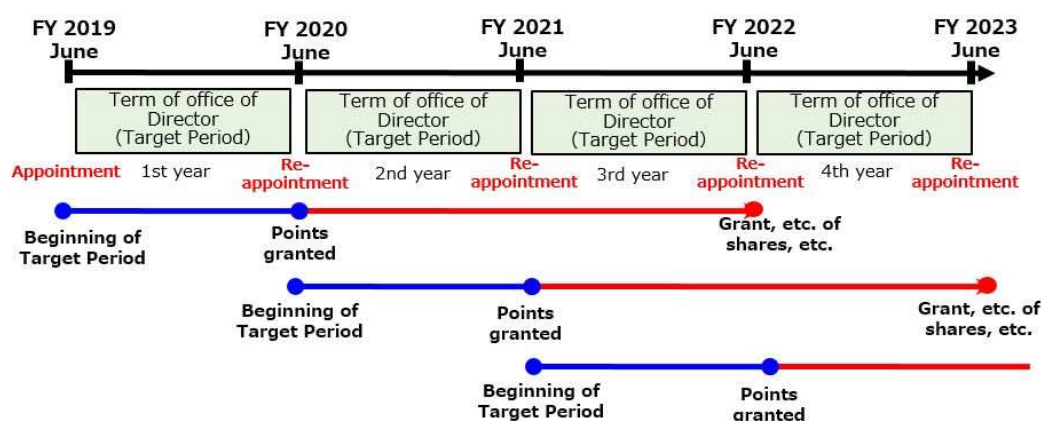 FY 2019
June
FY 2020
June
FY 2021
June
FY 2022
June
FY 2023
June
Term of office of
Director
(Target Period)
Term of office of
Director
(Target Period)
Term of office of
Director
(Target Period)
Term of office of
Director
(Target Period)
Appointment
1st year
Re-
appointment
2nd year
Re-
appointment
3rd year
Re-
appointment
4th year
Re-
appointment
Beginning of
Target Period
Points
granted
Grant, etc. of
shares, etc.
Beginning of
Target Period
Points
granted
Grant, etc. of
shares, etc.
Beginning of
Target Period
Points
granted